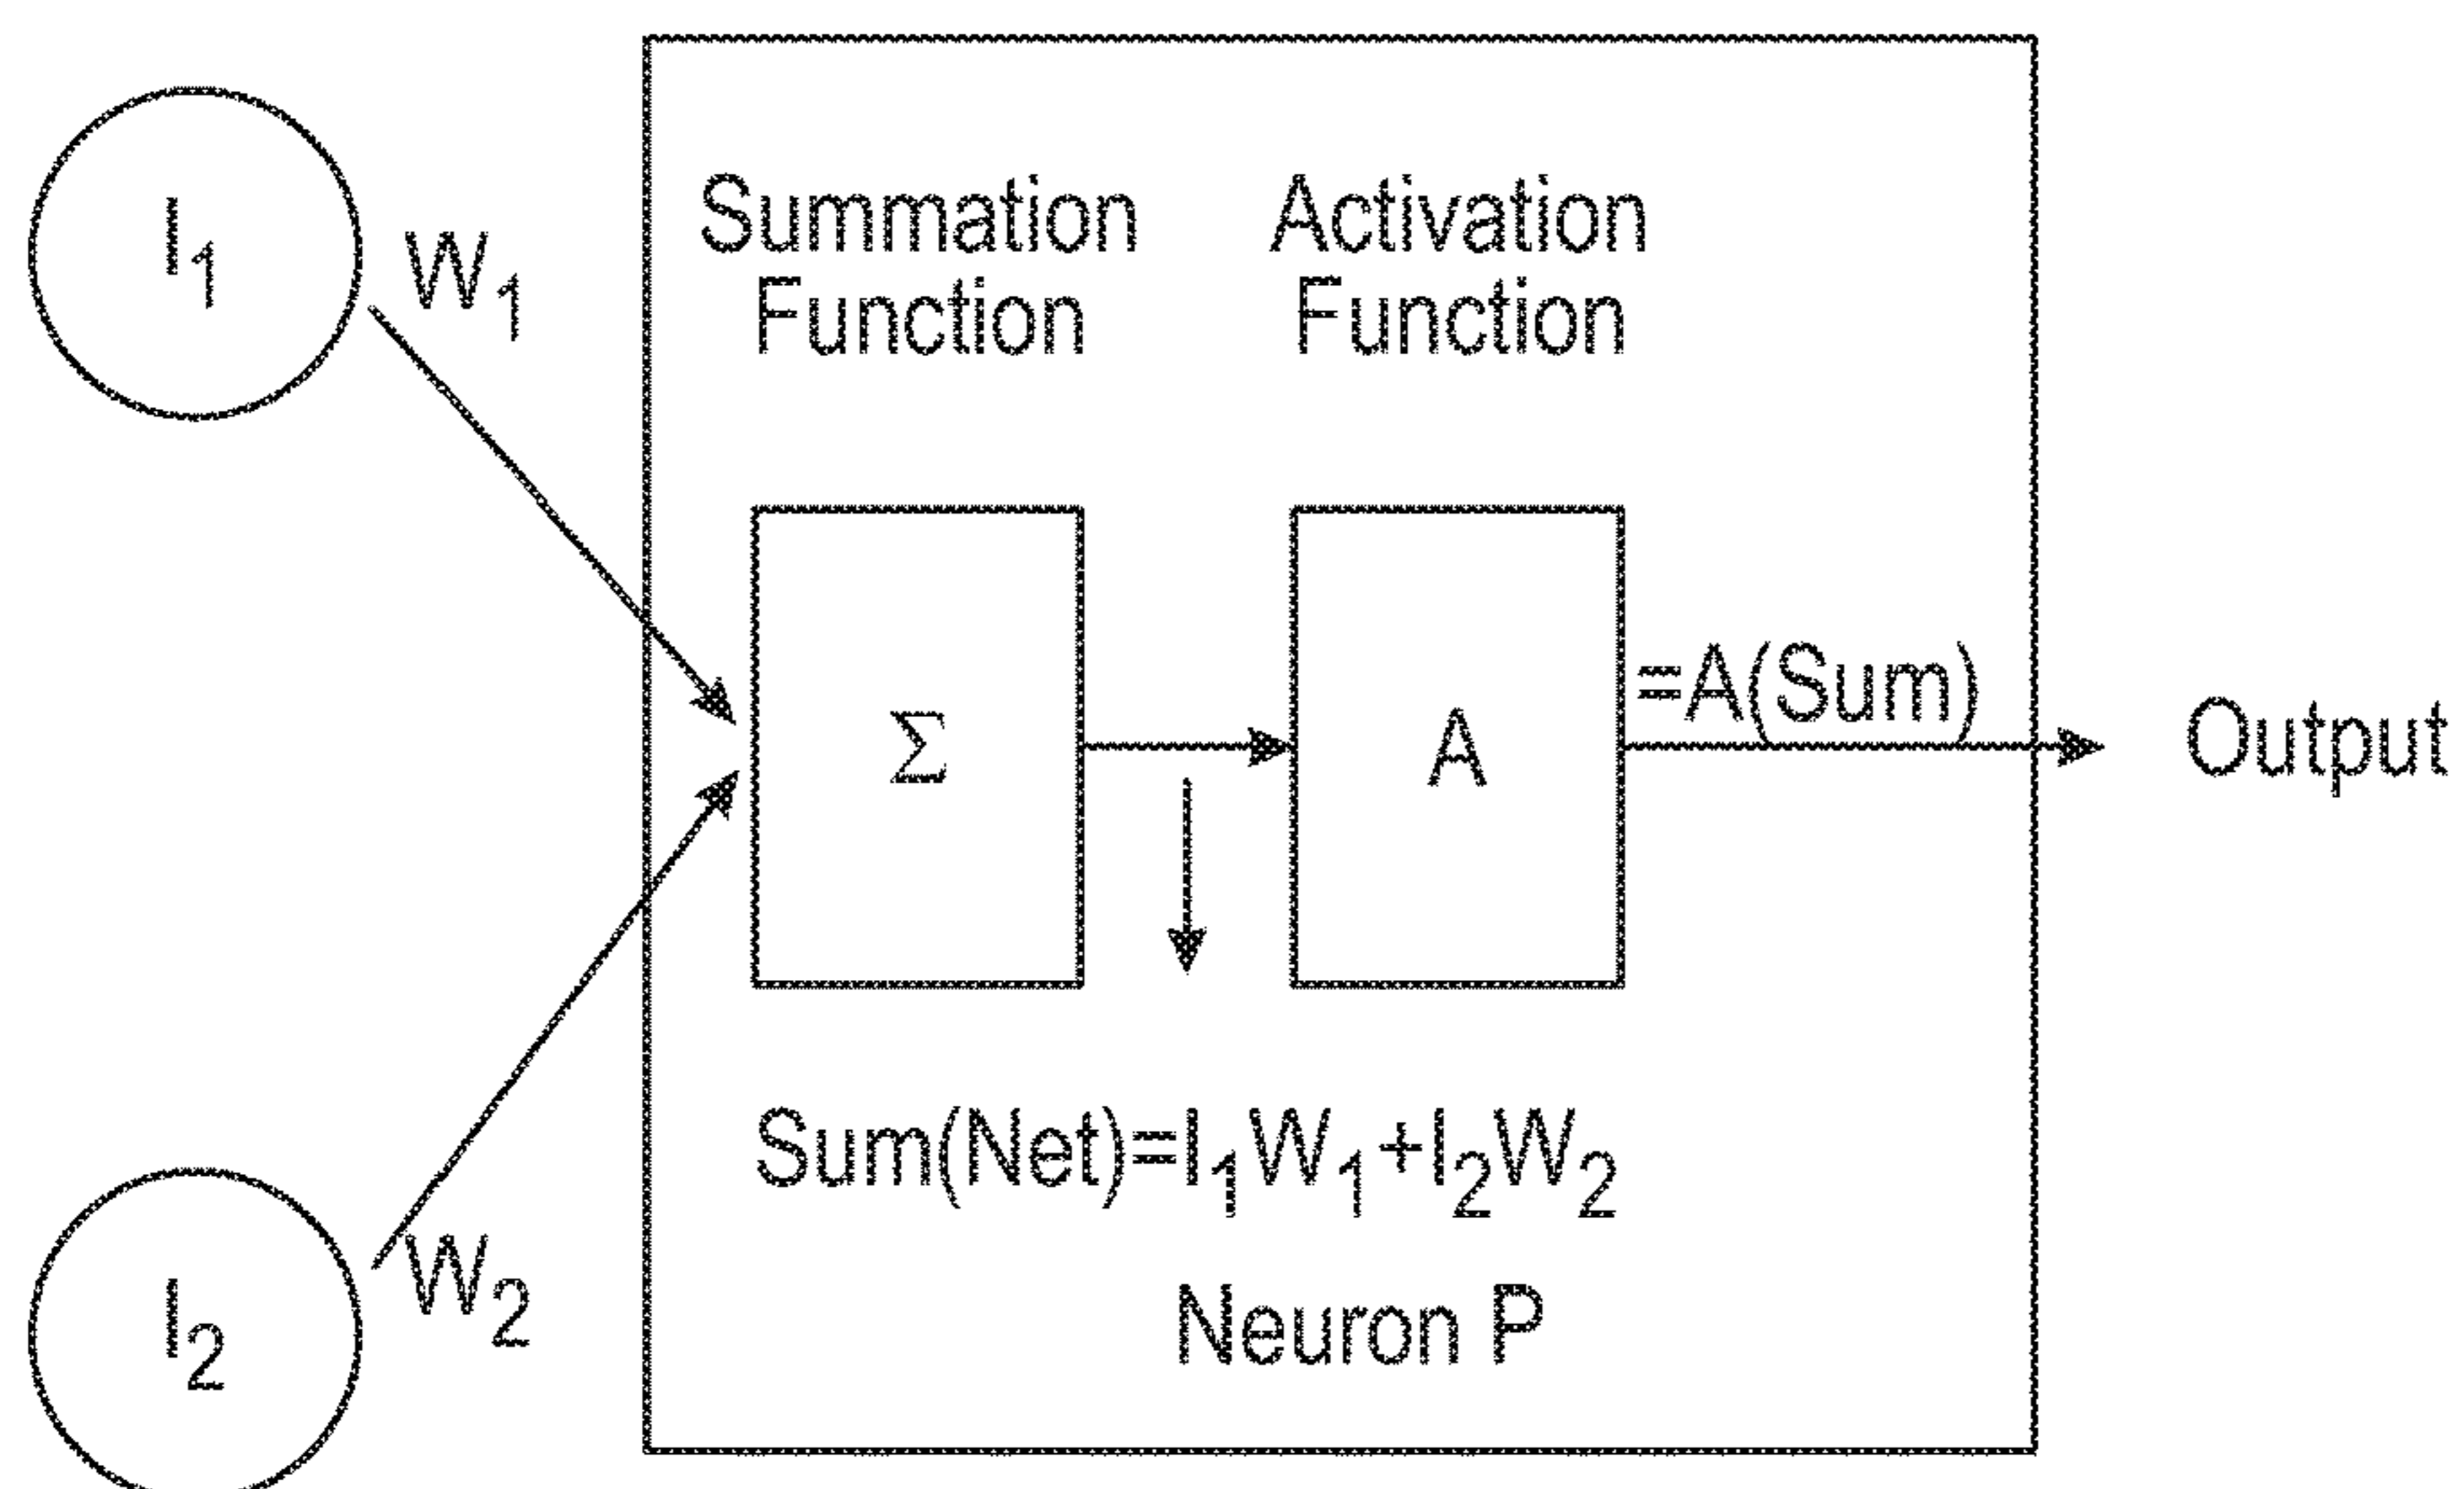 I1
W1
Summation
Function
Activation
Function
Σ
A
=A(Sum)
Output
Sum(Net)=I1W1+I2W2
I2
W2
Neuron P